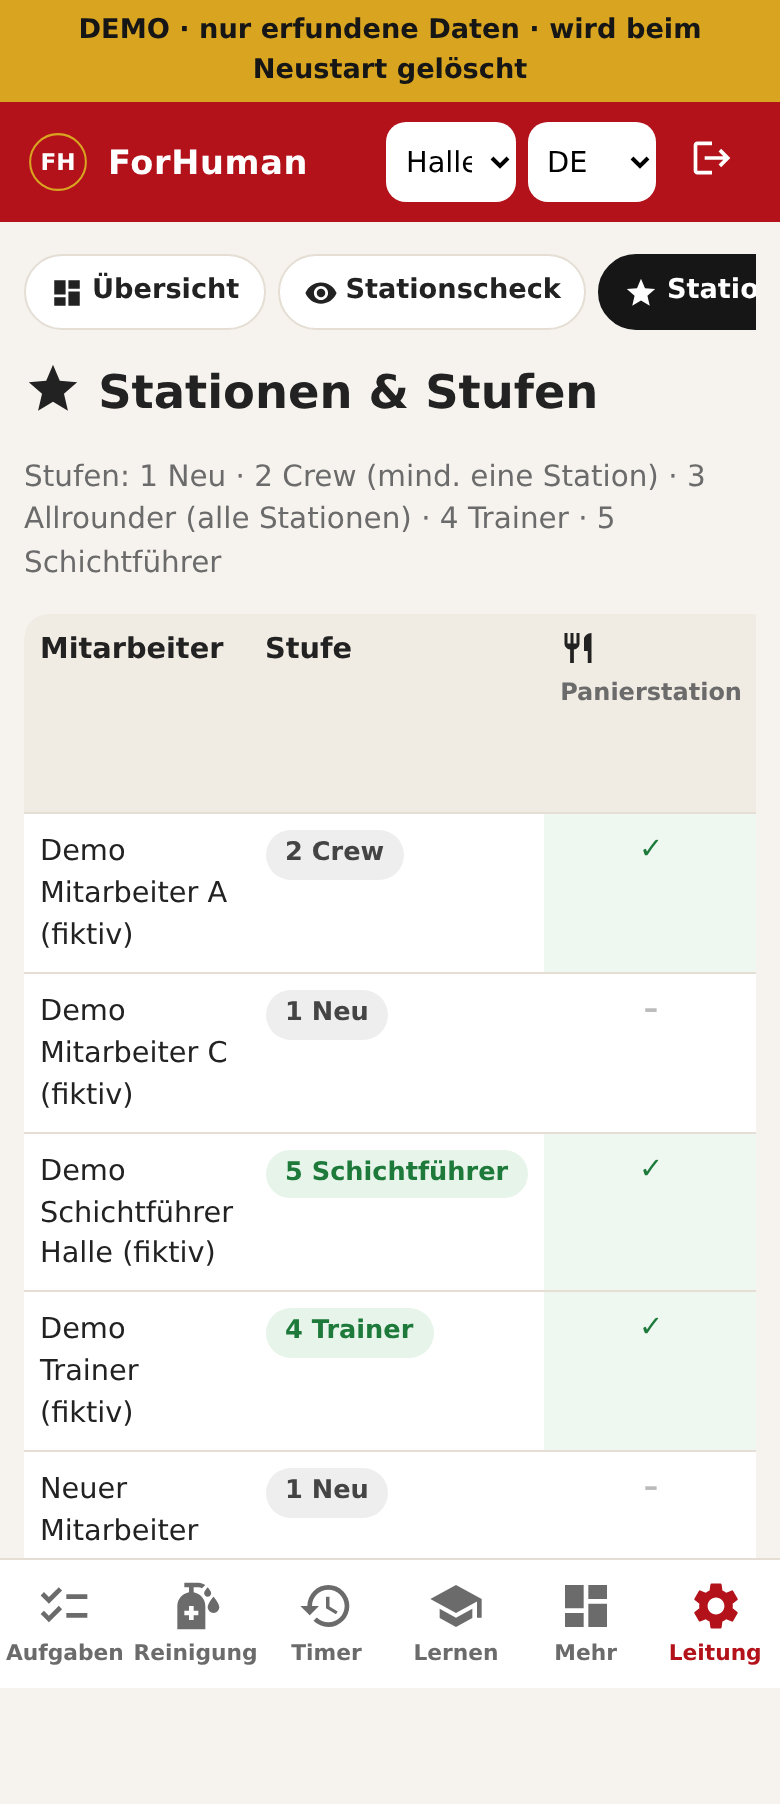 DEMO · nur erfundene Daten · wird beim
Neustart gelöscht
FH ForHuman Halle DE
Übersicht Stationscheck Statio
Stationen & Stufen
Stufen: 1 Neu · 2 Crew (mind. eine Station) · 3
Allrounder (alle Stationen) · 4 Trainer · 5
Schichtführer
Mitarbeiter Stufe
Panierstation
Demo 2 Crew ✓
Mitarbeiter A
(fiktiv)
Demo 1 Neu –
Mitarbeiter C
(fiktiv)
Demo 5 Schichtführer ✓
Schichtführer
Halle (fiktiv)
Demo 4 Trainer ✓
Trainer
(fiktiv)
Neuer 1 Neu –
Mitarbeiter
Aufgaben Reinigung Timer Lernen Mehr Leitung